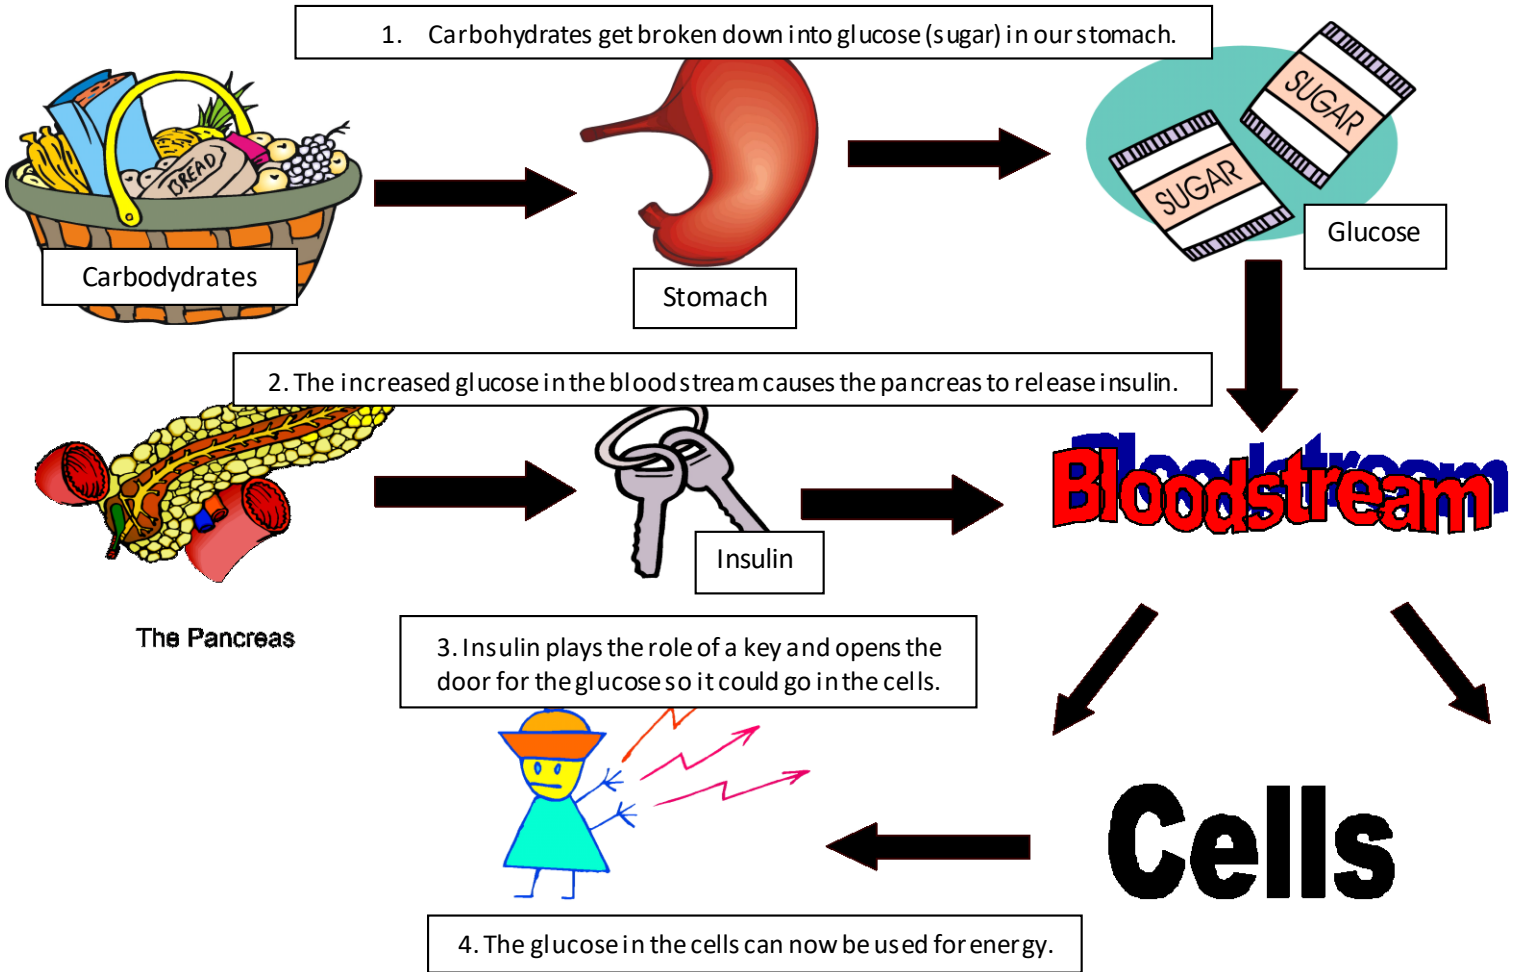 1. Carbohydrates get broken down into glucose (sugar) in our stomach.
BREAD
SUGAR
SUGAR
Carbodydrates
Stomach
Glucose
2. The increased glucose in the blood stream causes the pancreas to release insulin.
Bloodstream
Insulin
The Pancreas
3. Insulin plays the role of a key and opens the
door for the glucose so it could go in the cells.
Cells
4. The glucose in the cells can now be used for energy.